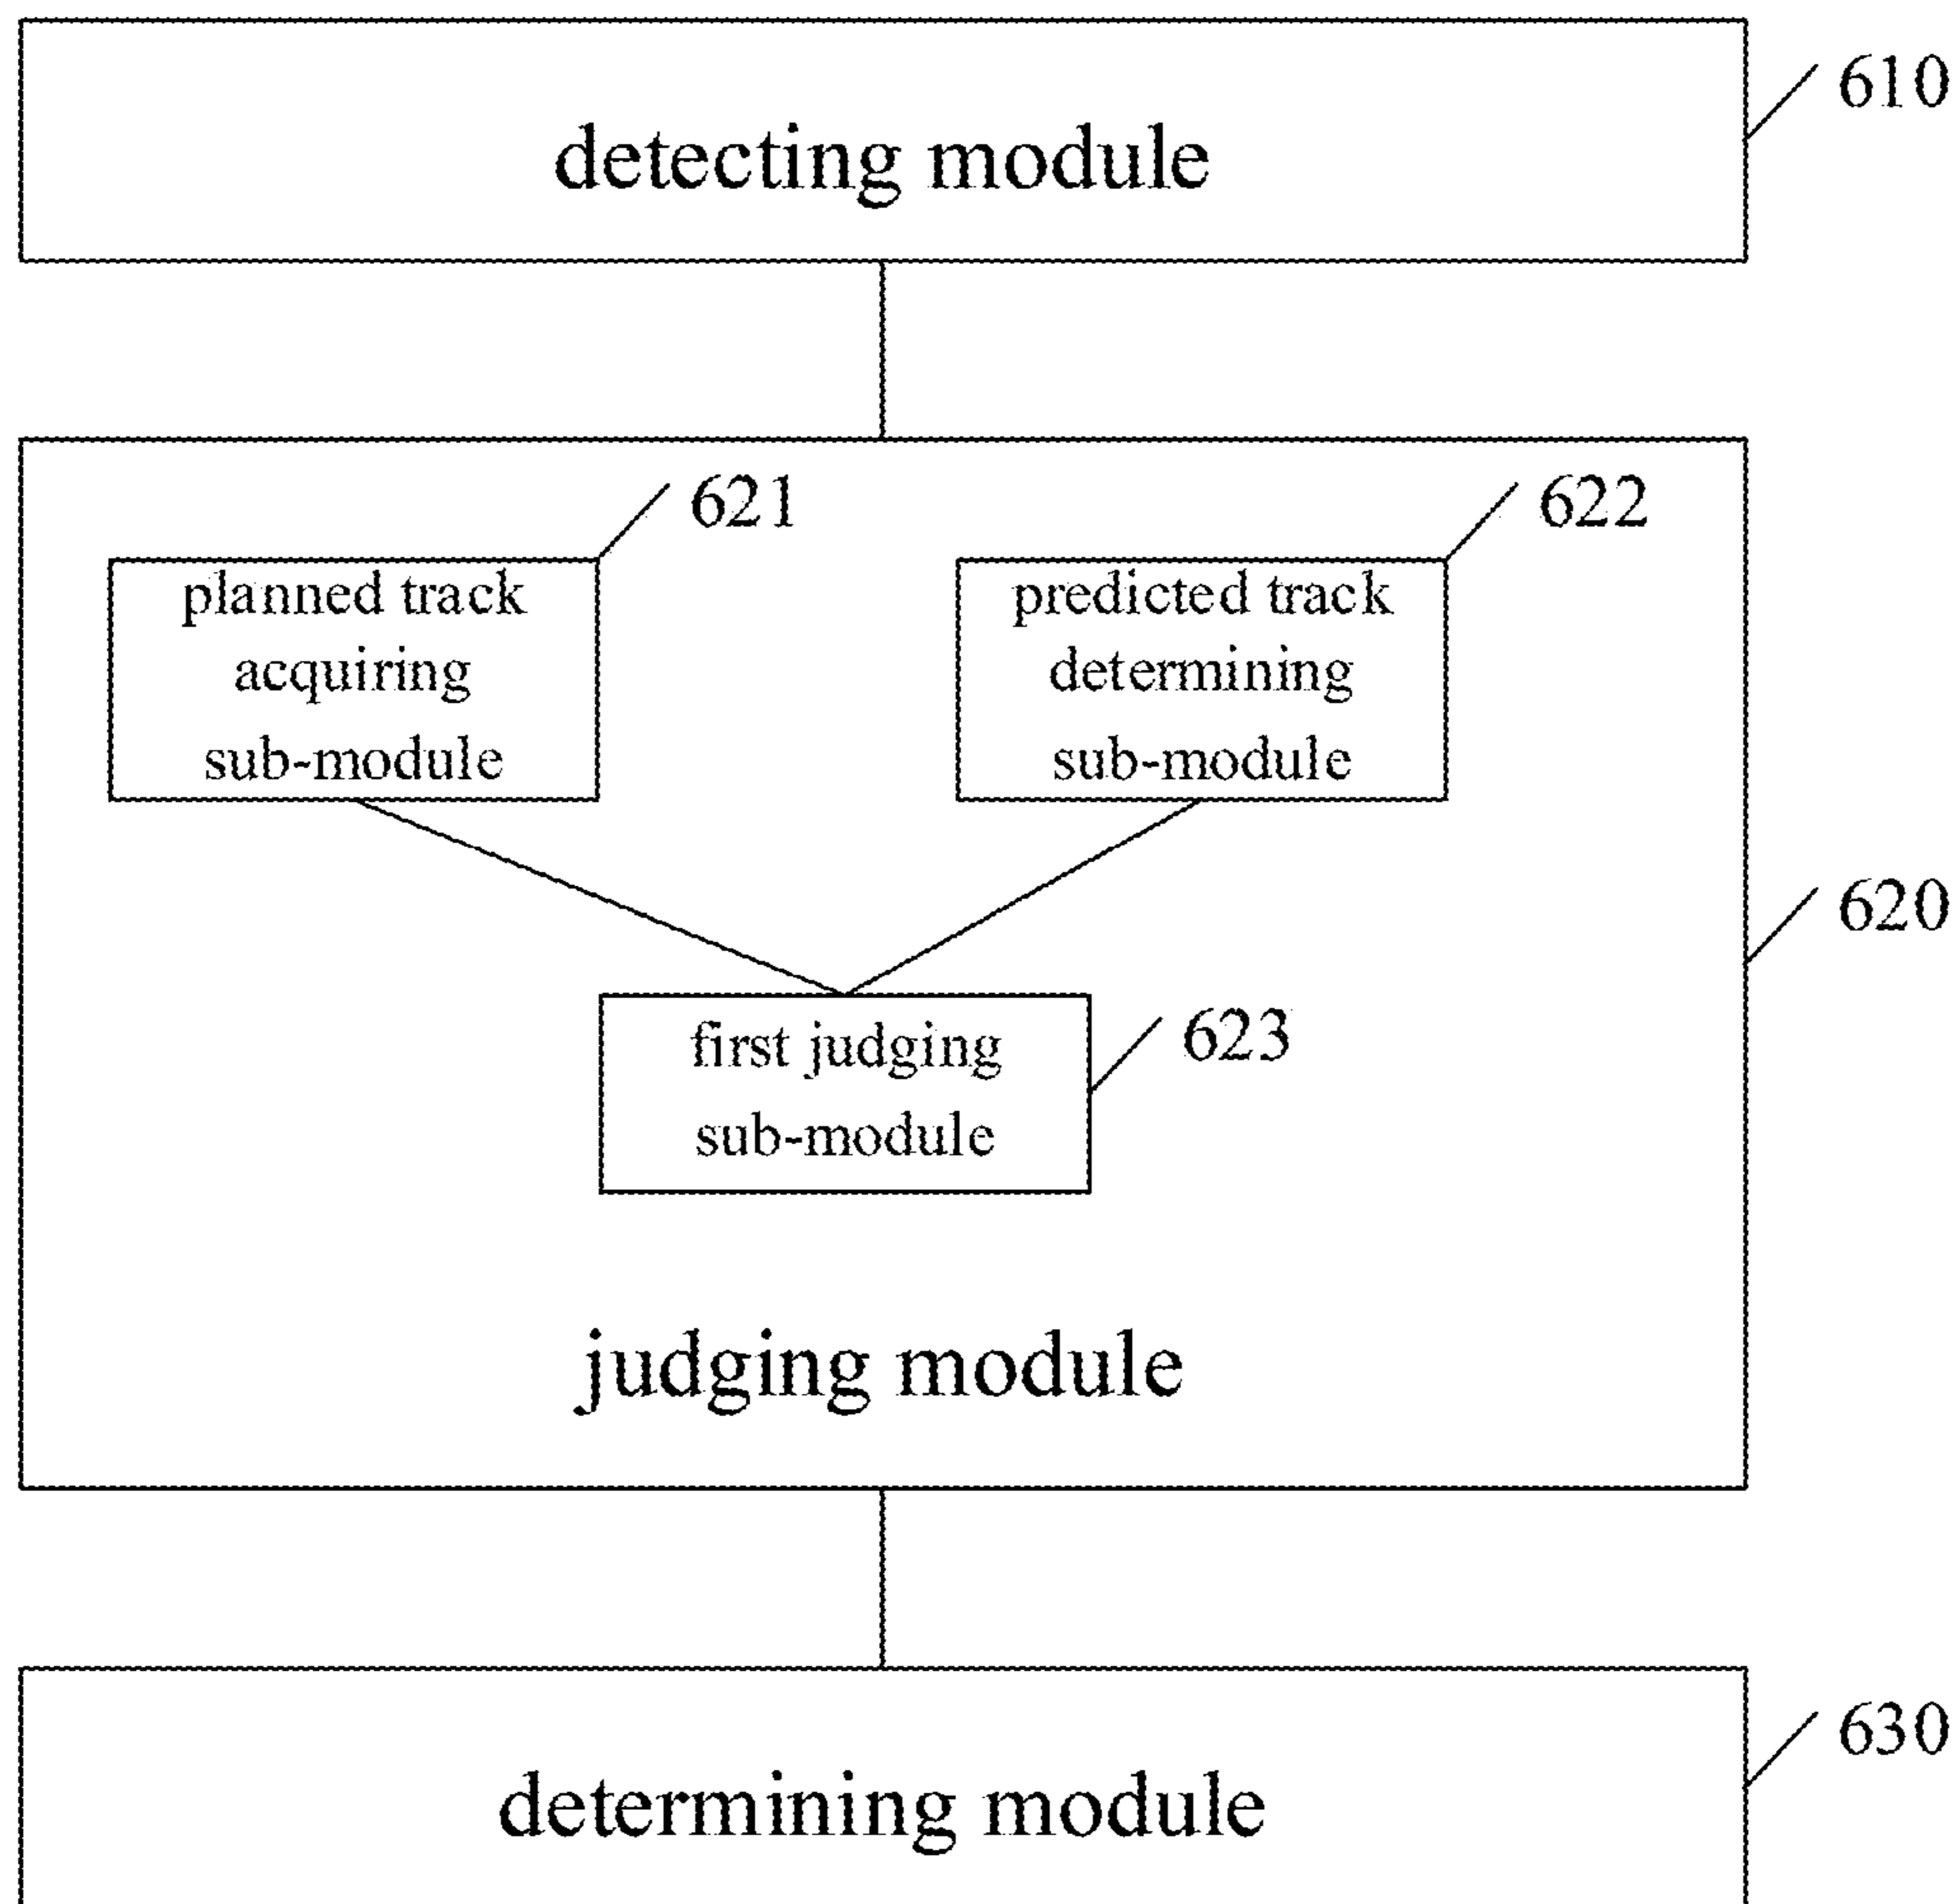 610
detecting module
621
622
planned track
acquiring
sub-module
predicted track
determining
sub-module
620
first judging
sub-module
623
judging module
630
determining module